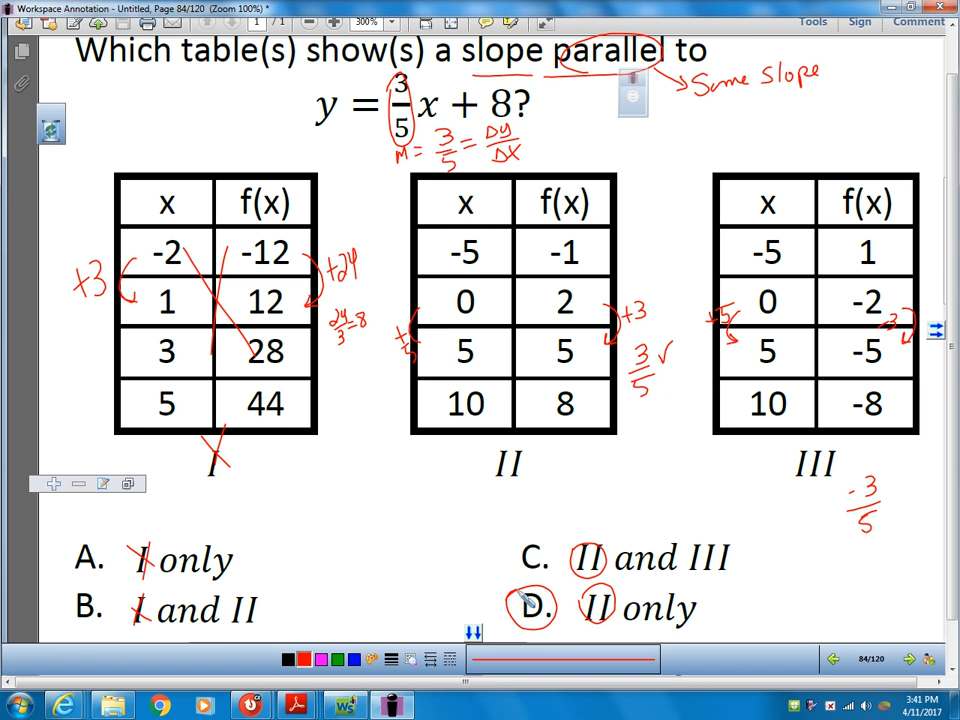 Workspace Annotation - Untitled, Page 84/120 (Zoom 100%) *
1 / 1 300% Tools Sign Comment
Which table(s) show(s) a slope parallel to
Same slope
y = 3/5 x + 8?
m = 3/5 = Δy/Δx
x f(x)
-2 -12
1 12
3 28
5 44
+3
+24
24/3 = 8
I
x f(x)
-5 -1
0 2
5 5
10 8
+5
+3
3/5 ✓
II
x f(x)
-5 1
0 -2
5 -5
10 -8
+5
-3
III
-3/5
A. I only
B. I and II
C. II and III
D. II only
84/120
3:41 PM
4/11/2017